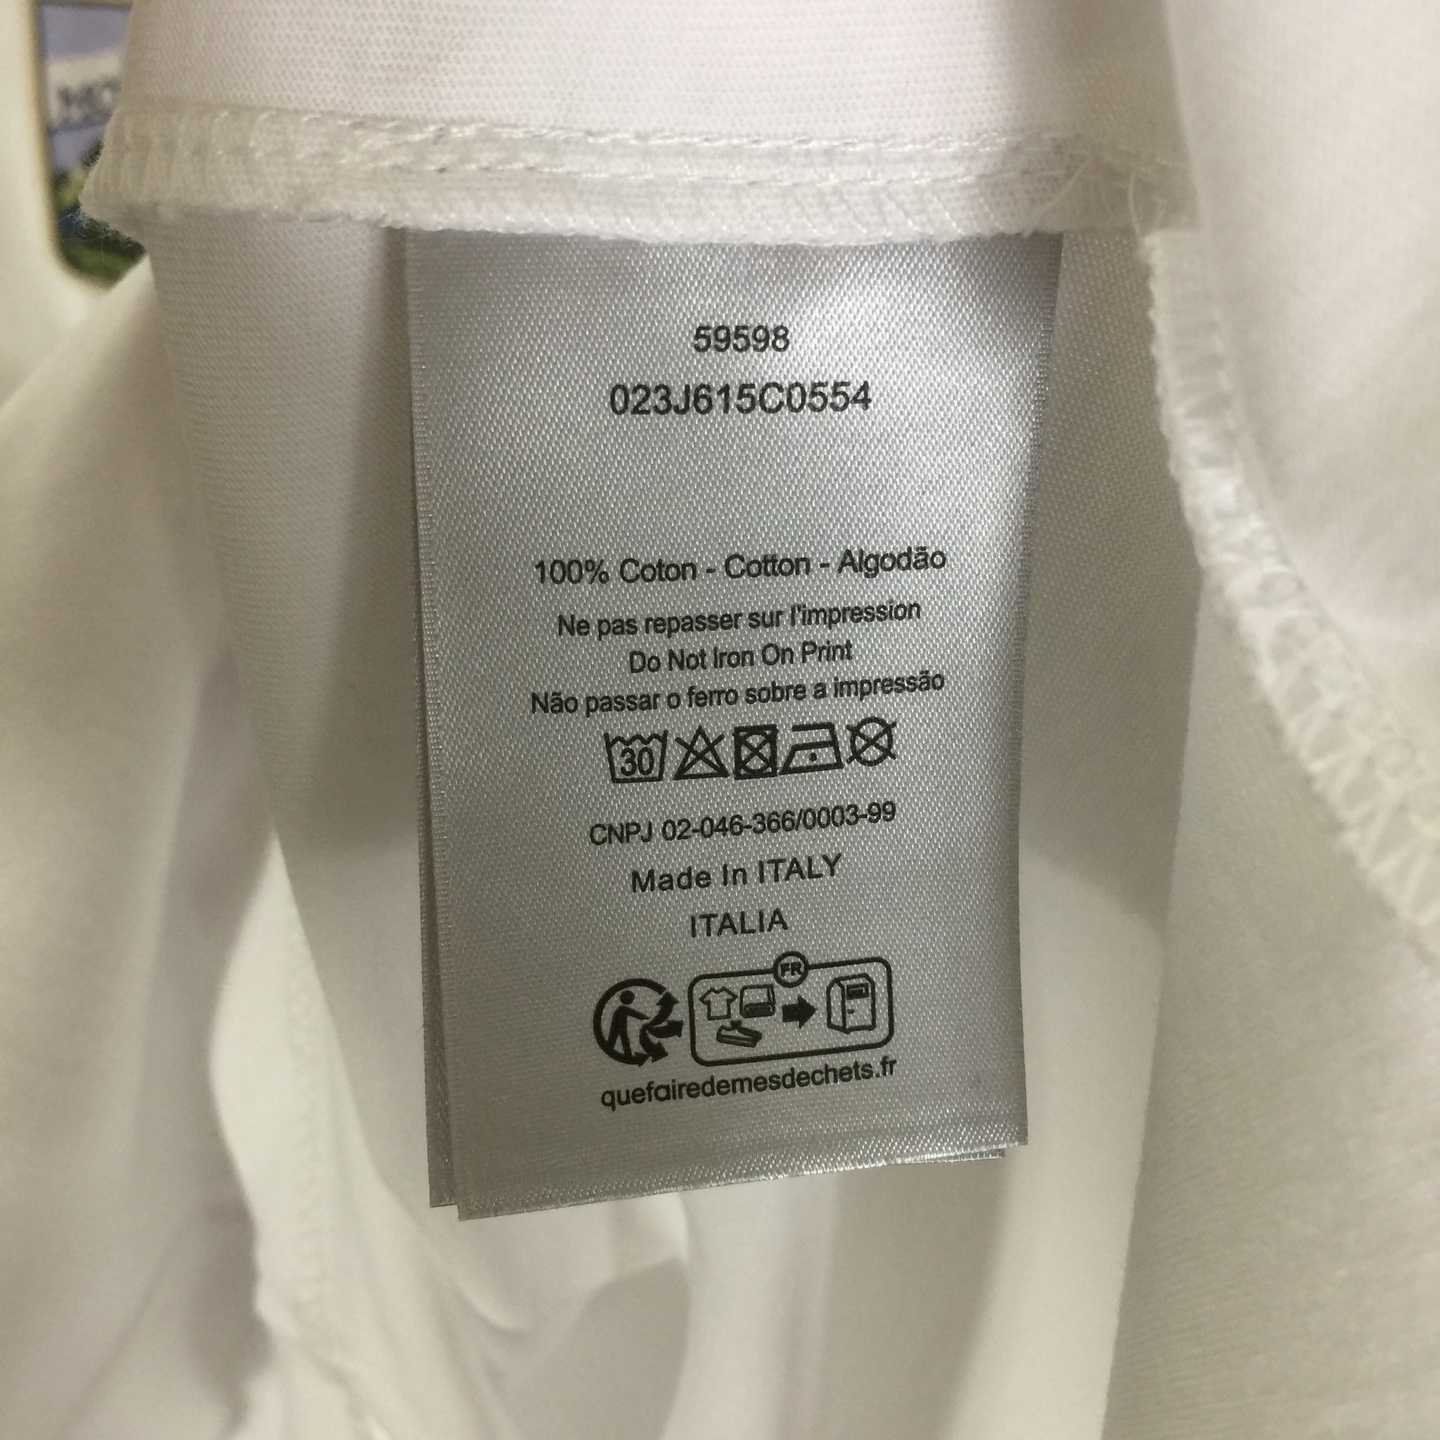 59598
023J615C0554
100% Coton - Cotton - Algodão
Ne pas repasser sur l'impression
Do Not Iron On Print
Não passar o ferro sobre a impressão
30
CNPJ 02-046-366/0003-99
Made In ITALY
ITALIA
FR
quefairedemesdechets.fr